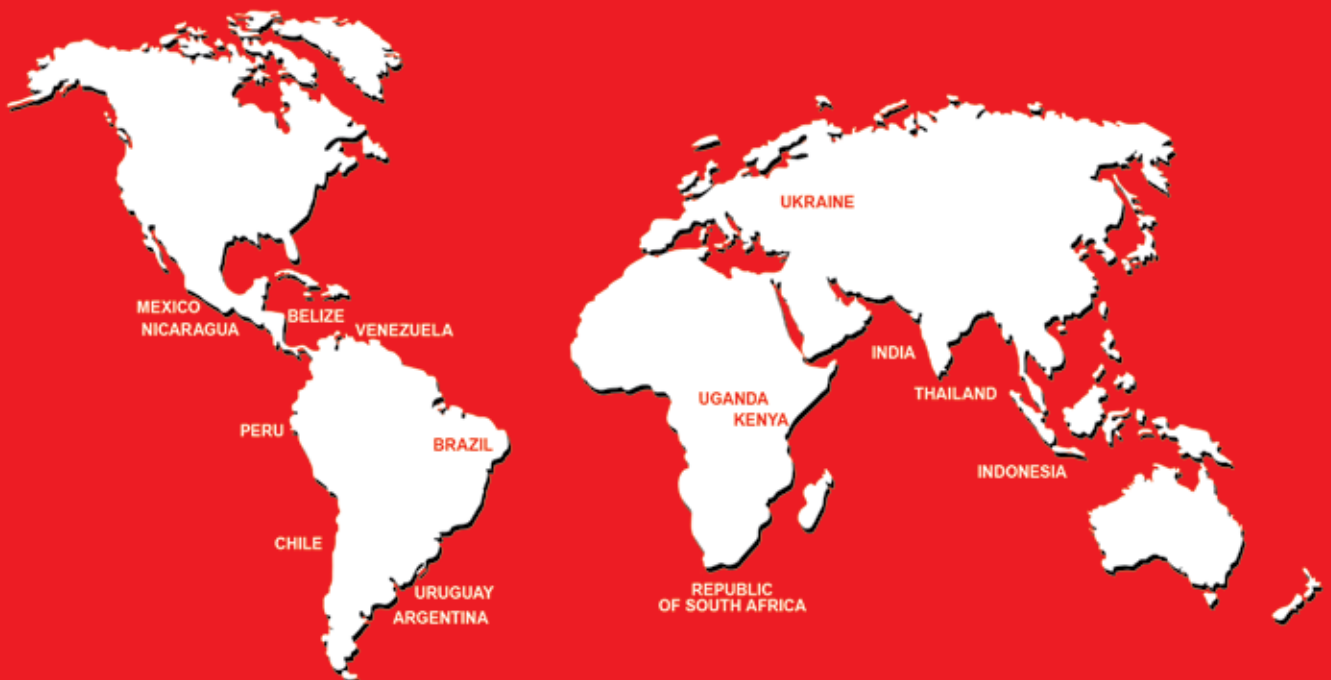 UKRAINE
MEXICO
BELIZE
NICARAGUA
VENEZUELA
INDIA
THAILAND
UGANDA
KENYA
PERU
BRAZIL
INDONESIA
CHILE
URUGUAY
REPUBLIC
OF SOUTH AFRICA
ARGENTINA